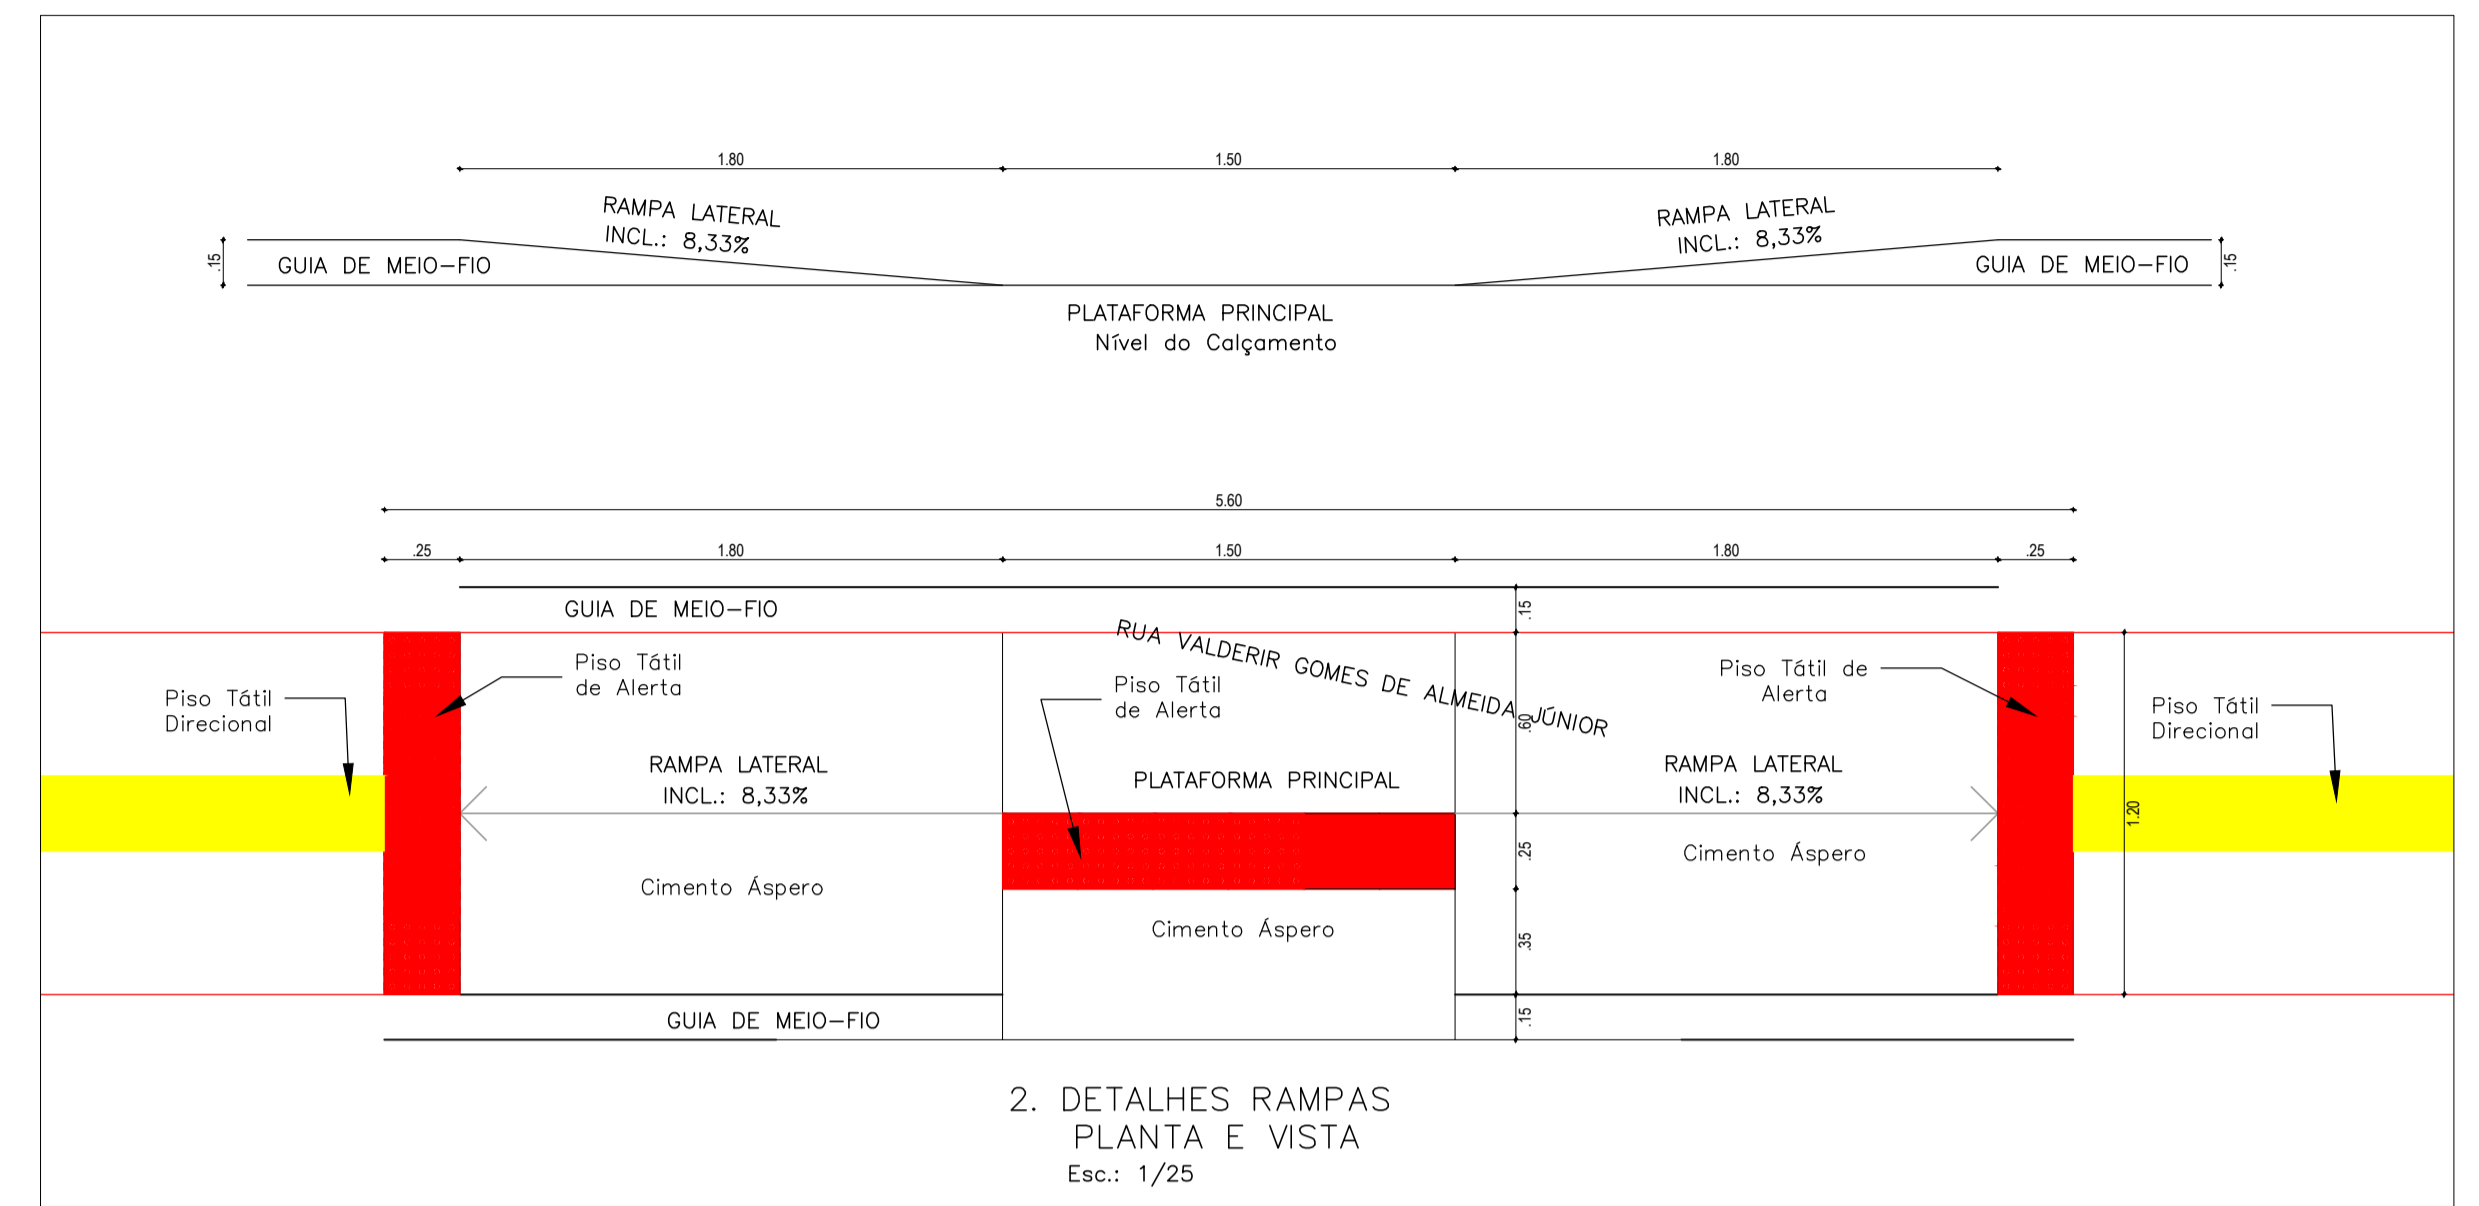 1.80
1.50
1.80
RAMPA LATERAL
INCL.: 8,33%
RAMPA LATERAL
INCL.: 8,33%
.15
GUIA DE MEIO-FIO
GUIA DE MEIO-FIO
.15
PLATAFORMA PRINCIPAL
Nível do Calçamento
5.60
.25
1.80
1.50
1.80
.25
GUIA DE MEIO-FIO
.15
RUA VALDERIR GOMES DE ALMEIDA JÚNIOR
Piso Tátil
de Alerta
Piso Tátil de
Alerta
Piso Tátil
Direcional
Piso Tátil
de Alerta
.60
Piso Tátil
Direcional
RAMPA LATERAL
INCL.: 8,33%
PLATAFORMA PRINCIPAL
RAMPA LATERAL
INCL.: 8,33%
1.20
.25
Cimento Áspero
Cimento Áspero
Cimento Áspero
.35
GUIA DE MEIO-FIO
.15
2. DETALHES RAMPAS
PLANTA E VISTA
Esc.: 1/25